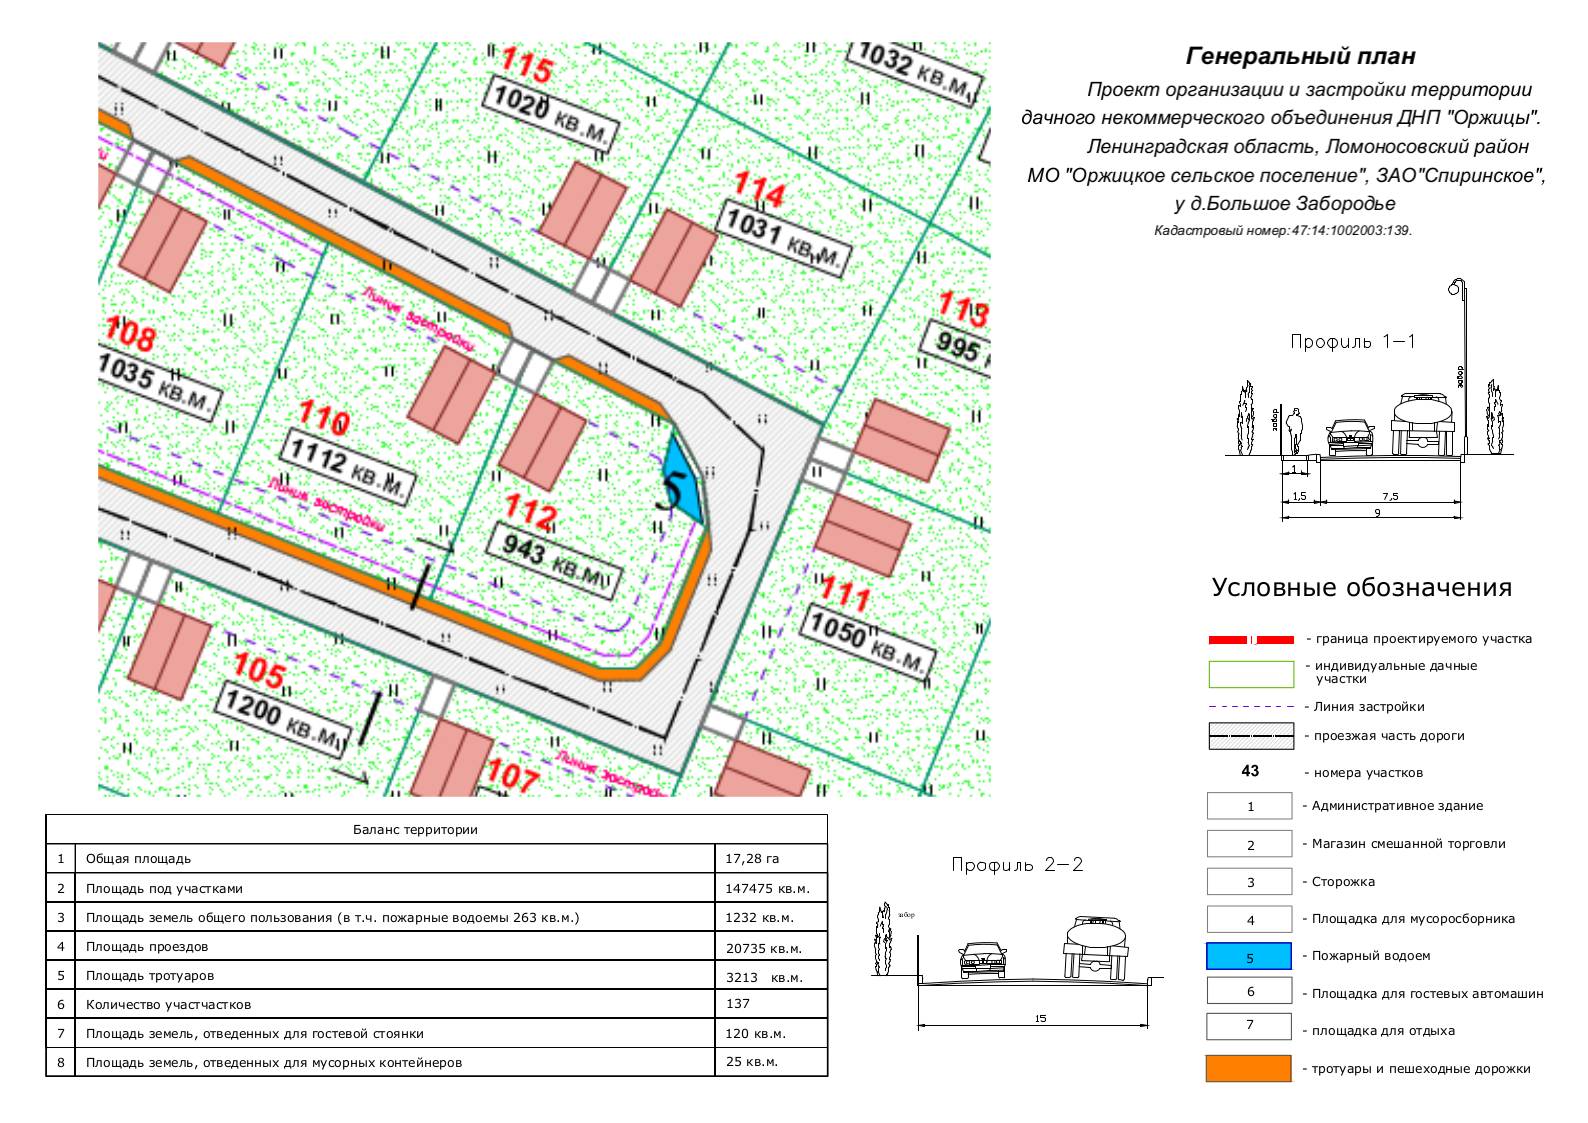 Генеральный план
Проект организации и застройки территории
дачного некоммерческого объединения ДНП "Оржицы".
Ленинградская область, Ломоносовский район
МО "Оржицкое сельское поселение", ЗАО"Спиринское",
у д.Большое Забородье
Кадастровый номер:47:14:1002003:139.
115
1020 кв.м.
1032 кв.м.
114
1031 кв.м.
113
995
108
1035 кв.м.
Линия застройки
110
1112 кв.м.
Линия застройки
112
943 кв.м.
5
111
1050 кв.м.
105
1200 кв.м.
107
Линия застройки
Профиль 1-1
забор
забор
1
1,5
7,5
9
Условные обозначения
- граница проектируемого участка
- индивидуальные дачные
участки
- Линия застройки
- проезжая часть дороги
43 - номера участков
1 - Административное здание
2 - Магазин смешанной торговли
3 - Сторожка
4 - Площадка для мусоросборника
5 - Пожарный водоем
6 - Площадка для гостевых автомашин
7 - площадка для отдыха
- тротуары и пешеходные дорожки
Баланс территории
1 Общая площадь 17,28 га
2 Площадь под участками 147475 кв.м.
3 Площадь земель общего пользования (в т.ч. пожарные водоемы 263 кв.м.) 1232 кв.м.
4 Площадь проездов 20735 кв.м.
5 Площадь тротуаров 3213 кв.м.
6 Количество участчастков 137
7 Площадь земель, отведенных для гостевой стоянки 120 кв.м.
8 Площадь земель, отведенных для мусорных контейнеров 25 кв.м.
Профиль 2-2
забор
15